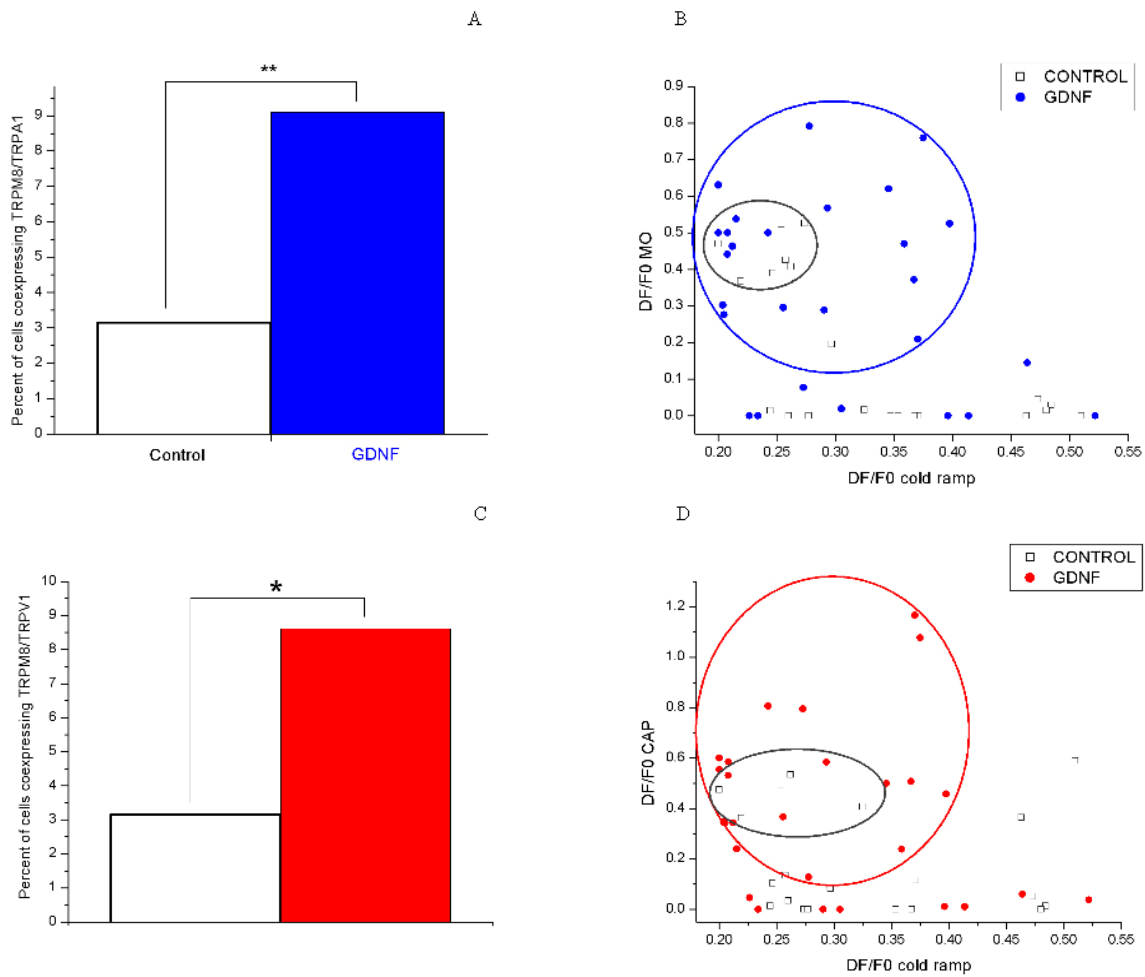 A
Percent of cells coexpressing TRPM8/TRPA1
**
9
8
7
6
5
4
3
2
1
0
Control
GDNF
B
CONTROL
GDNF
DF/F0 MO
0.9
0.8
0.7
0.6
0.5
0.4
0.3
0.2
0.1
0.0
0.20 0.25 0.30 0.35 0.40 0.45 0.50 0.55
DF/F0 cold ramp
C
Percent of cells coexpressing TRPM8/TRPV1
*
10
9
8
7
6
5
4
3
2
1
0
D
CONTROL
GDNF
DF/F0 CAP
1.2
1.0
0.8
0.6
0.4
0.2
0.0
0.20 0.25 0.30 0.35 0.40 0.45 0.50 0.55
DF/F0 cold ramp